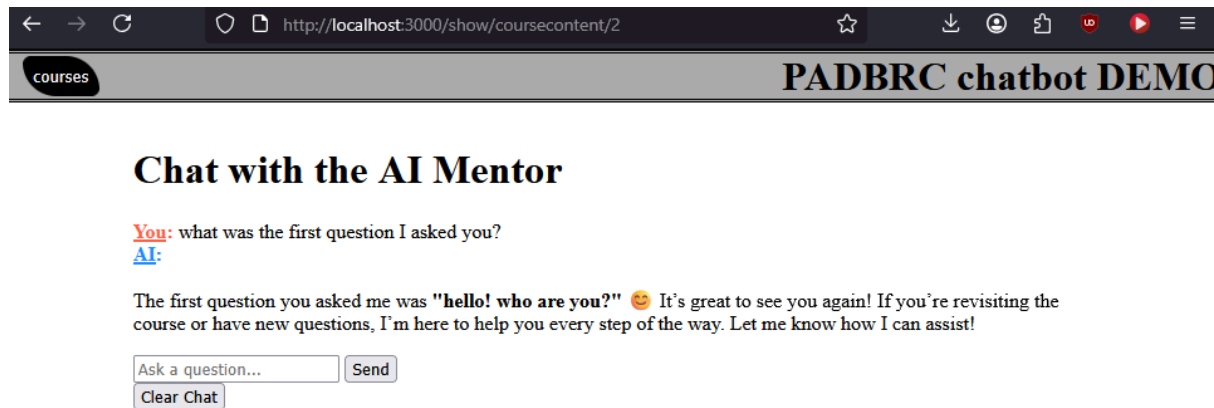 http://localhost:3000/show/coursecontent/2
courses
PADBRC chatbot DEMO
Chat with the AI Mentor
You: what was the first question I asked you?
AI:
The first question you asked me was "hello! who are you?" 😊 It's great to see you again! If you're revisiting the
course or have new questions, I'm here to help you every step of the way. Let me know how I can assist!
Ask a question... Send
Clear Chat